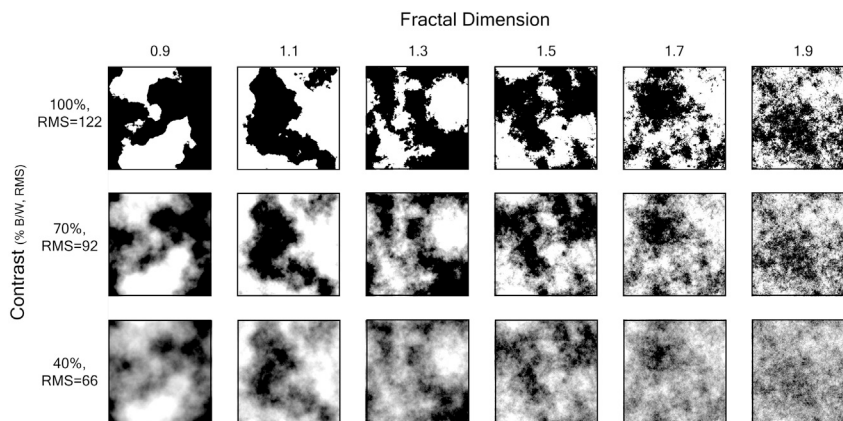 Fractal Dimension
0.9 1.1 1.3 1.5 1.7 1.9
Contrast (% B/W, RMS)
100%,
RMS=122
70%,
RMS=92
40%,
RMS=66